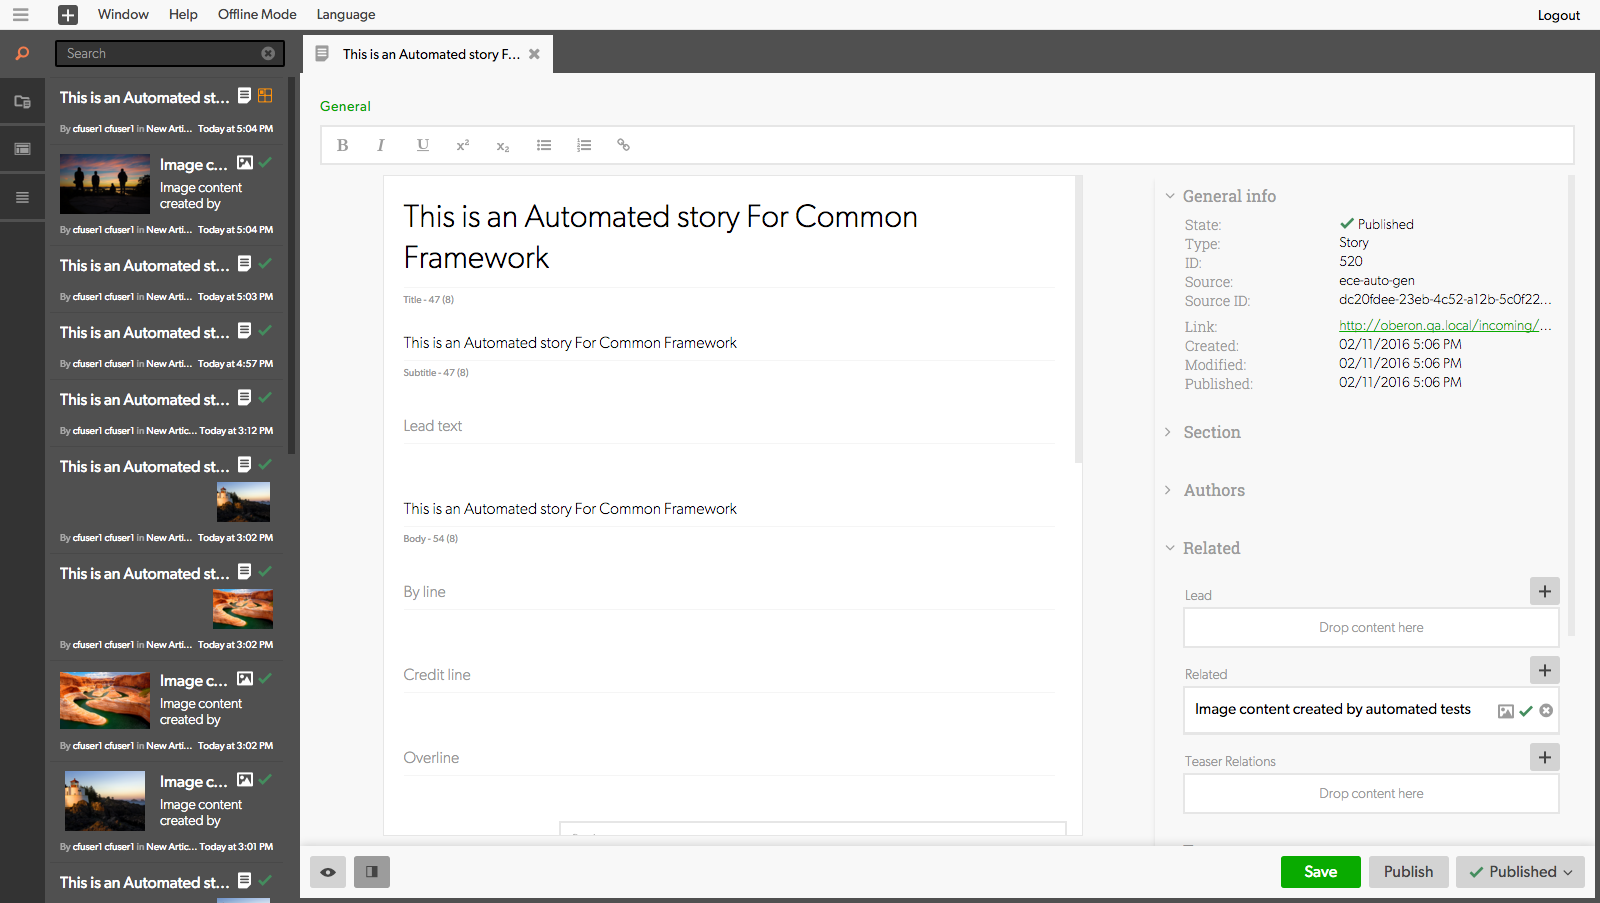 Window Help Offline Mode Language Logout
Search
This is an Automated st...
By cfuser1 cfuser1 in New Arti... Today at 5:04 PM
Image c...
Image content
created by
By cfuser1 cfuser1 in New Arti... Today at 5:04 PM
This is an Automated st...
By cfuser1 cfuser1 in New Arti... Today at 5:03 PM
This is an Automated st...
By cfuser1 cfuser1 in New Arti... Today at 4:57 PM
This is an Automated st...
By cfuser1 cfuser1 in New Artic... Today at 3:12 PM
This is an Automated st...
By cfuser1 cfuser1 in New Arti... Today at 3:02 PM
This is an Automated st...
By cfuser1 cfuser1 in New Arti... Today at 3:02 PM
Image c...
Image content
created by
By cfuser1 cfuser1 in New Arti... Today at 3:02 PM
Image c...
Image content
created by
By cfuser1 cfuser1 in New Artic... Today at 3:01 PM
This is an Automated st...
This is an Automated story F...
General
B I U x² x₂
This is an Automated story For Common
Framework
Title - 47 (8)
This is an Automated story For Common Framework
Subtitle - 47 (8)
Lead text
This is an Automated story For Common Framework
Body - 54 (8)
By line
Credit line
Overline
General info
State: Published
Type: Story
ID: 520
Source: ece-auto-gen
Source ID: dc20fdee-23eb-4c52-a12b-5c0f22...
Link: http://oberon.qa.local/incoming/...
Created: 02/11/2016 5:06 PM
Modified: 02/11/2016 5:06 PM
Published: 02/11/2016 5:06 PM
Section
Authors
Related
Lead
Drop content here
Related
Image content created by automated tests
Teaser Relations
Drop content here
Save Publish Published